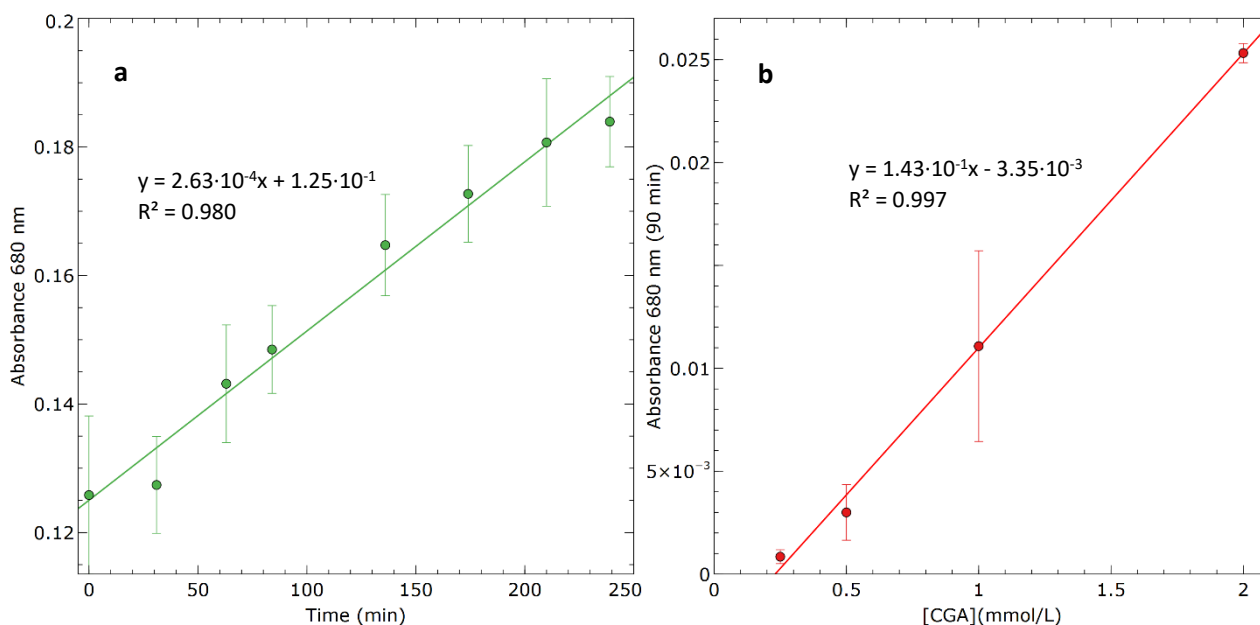 a
y = 2.63·10⁻⁴x + 1.25·10⁻¹
R² = 0.980
Absorbance 680 nm
0.2
0.18
0.16
0.14
0.12
0
50
100
150
200
250
Time (min)
b
y = 1.43·10⁻¹x - 3.35·10⁻³
R² = 0.997
Absorbance 680 nm (90 min)
0.025
0.02
0.01
5×10⁻³
0
0
0.5
1
1.5
2
[CGA](mmol/L)